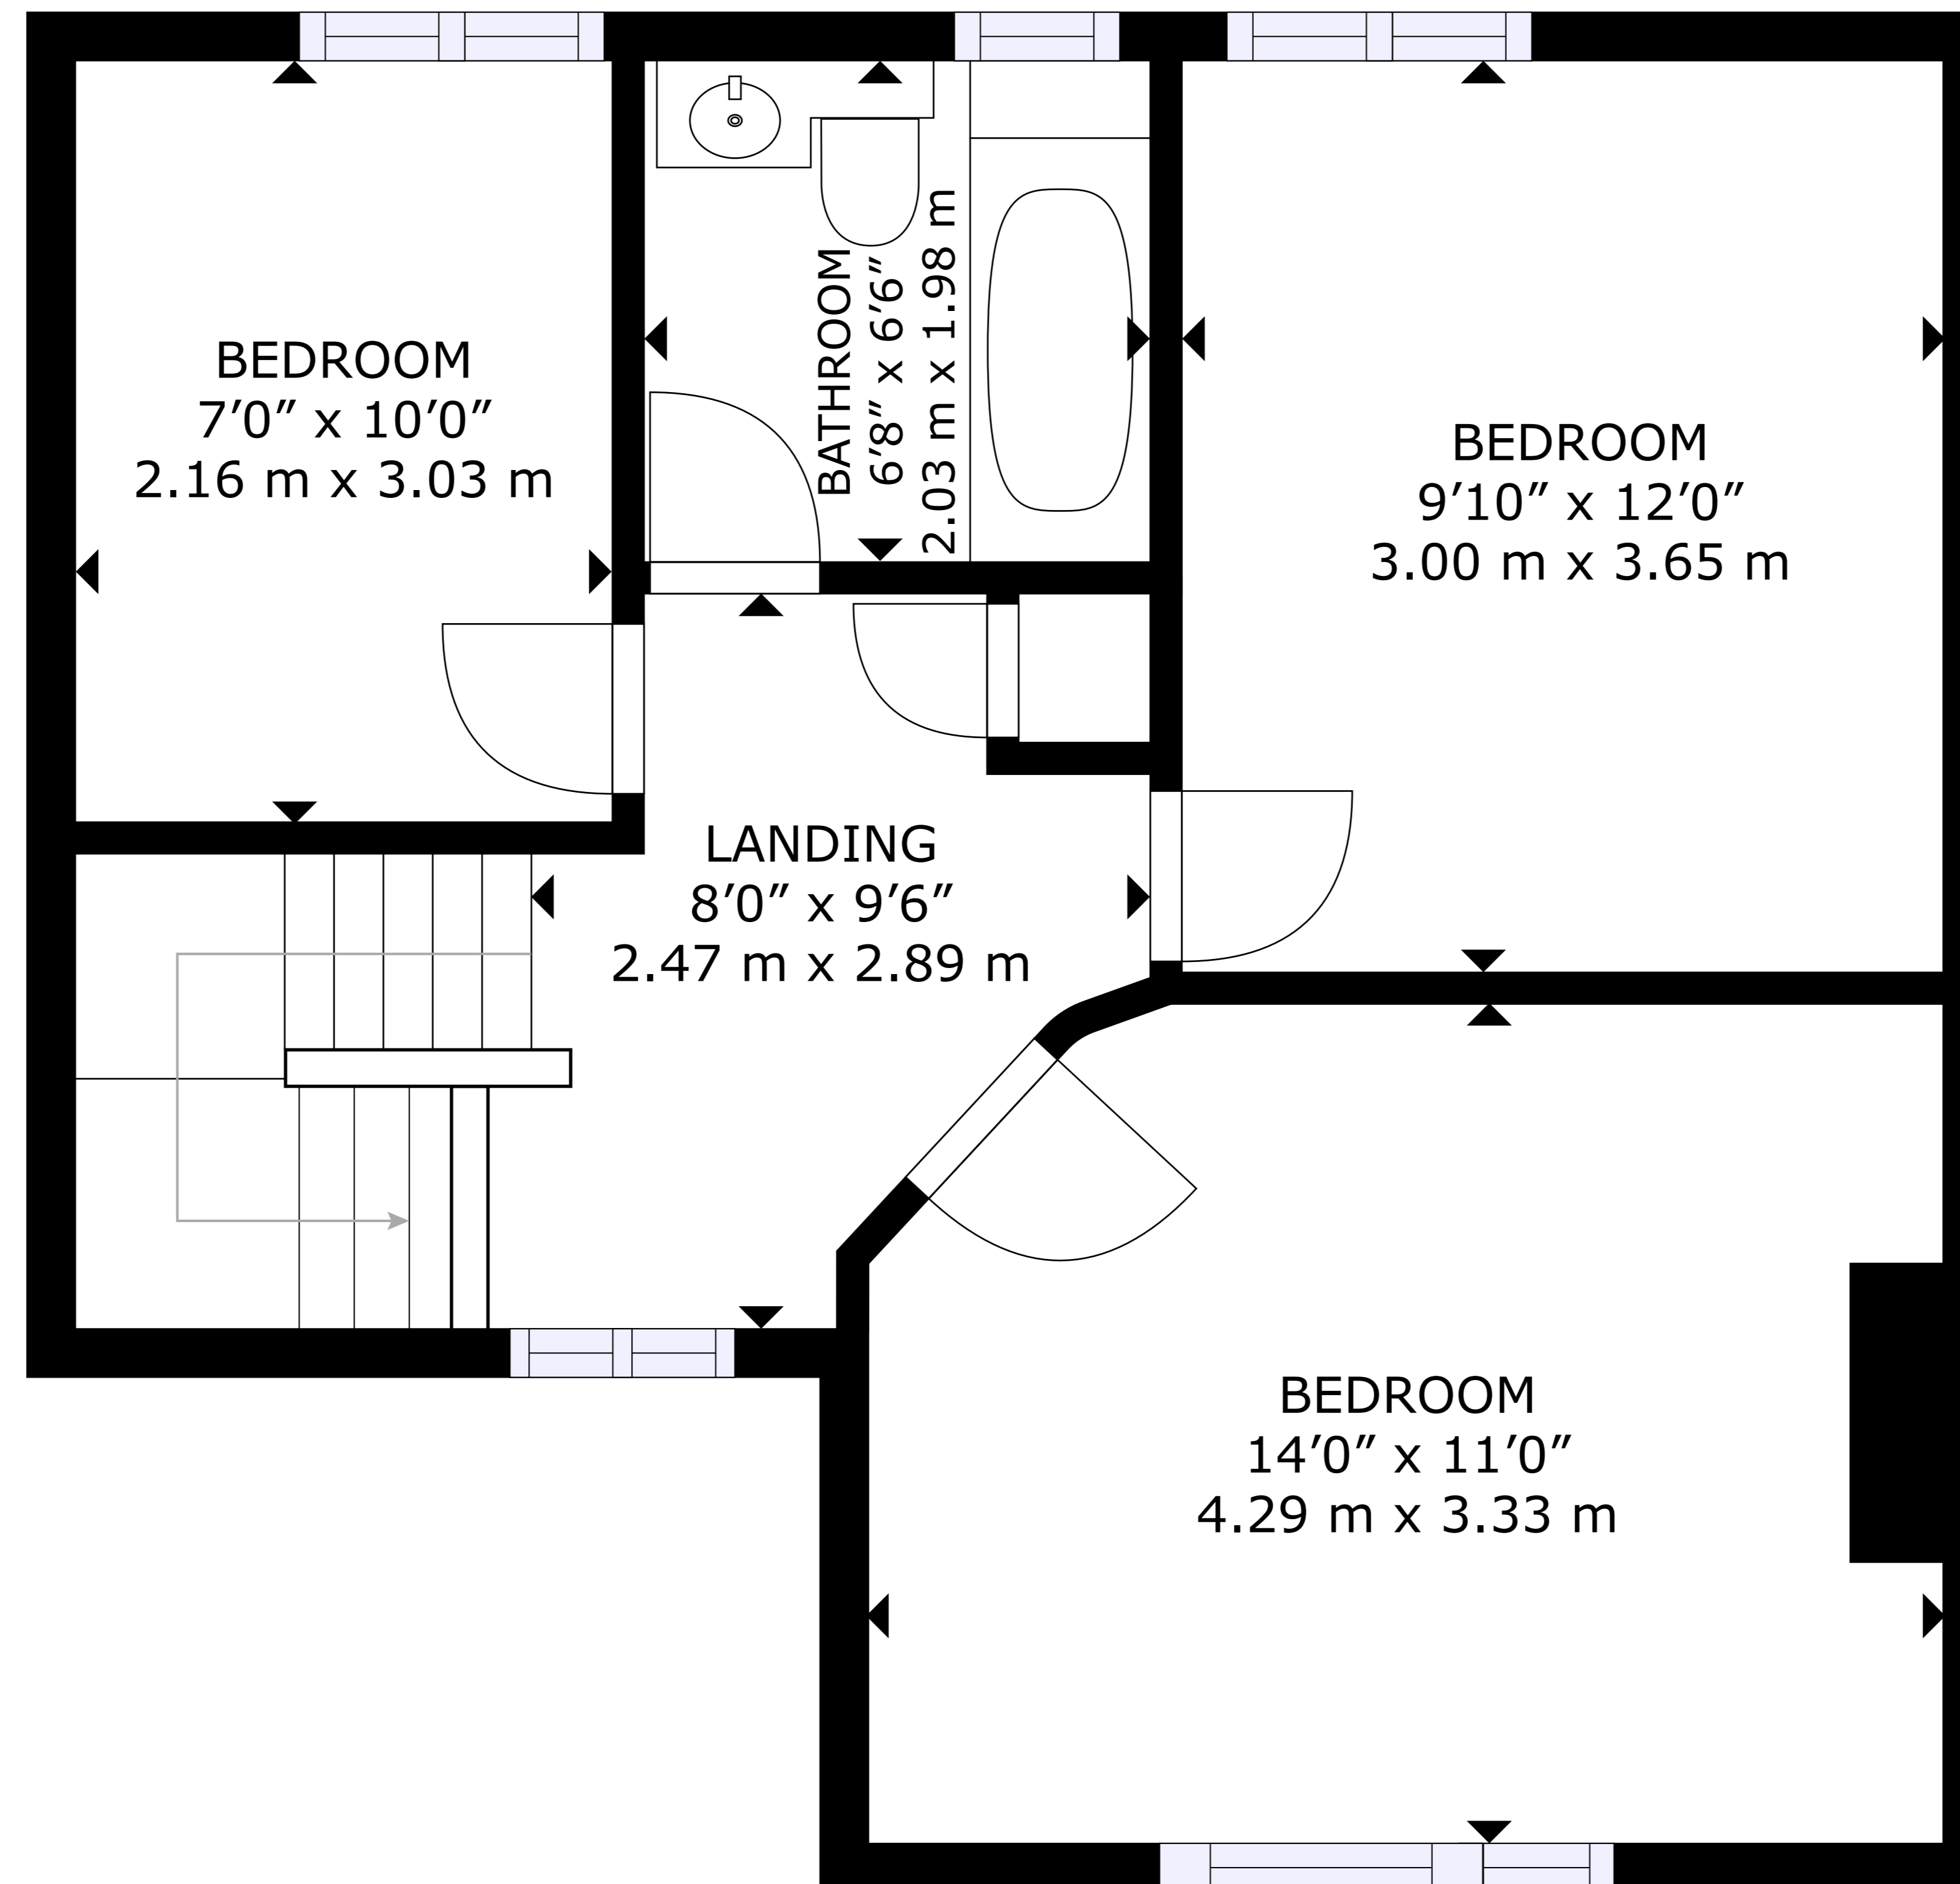 BEDROOM
7′0″ x 10′0″
2.16 m x 3.03 m
BATHROOM
6′8″ x 6′6″
2.03 m x 1.98 m
BEDROOM
9′10″ x 12′0″
3.00 m x 3.65 m
LANDING
8′0″ x 9′6″
2.47 m x 2.89 m
BEDROOM
14′0″ x 11′0″
4.29 m x 3.33 m